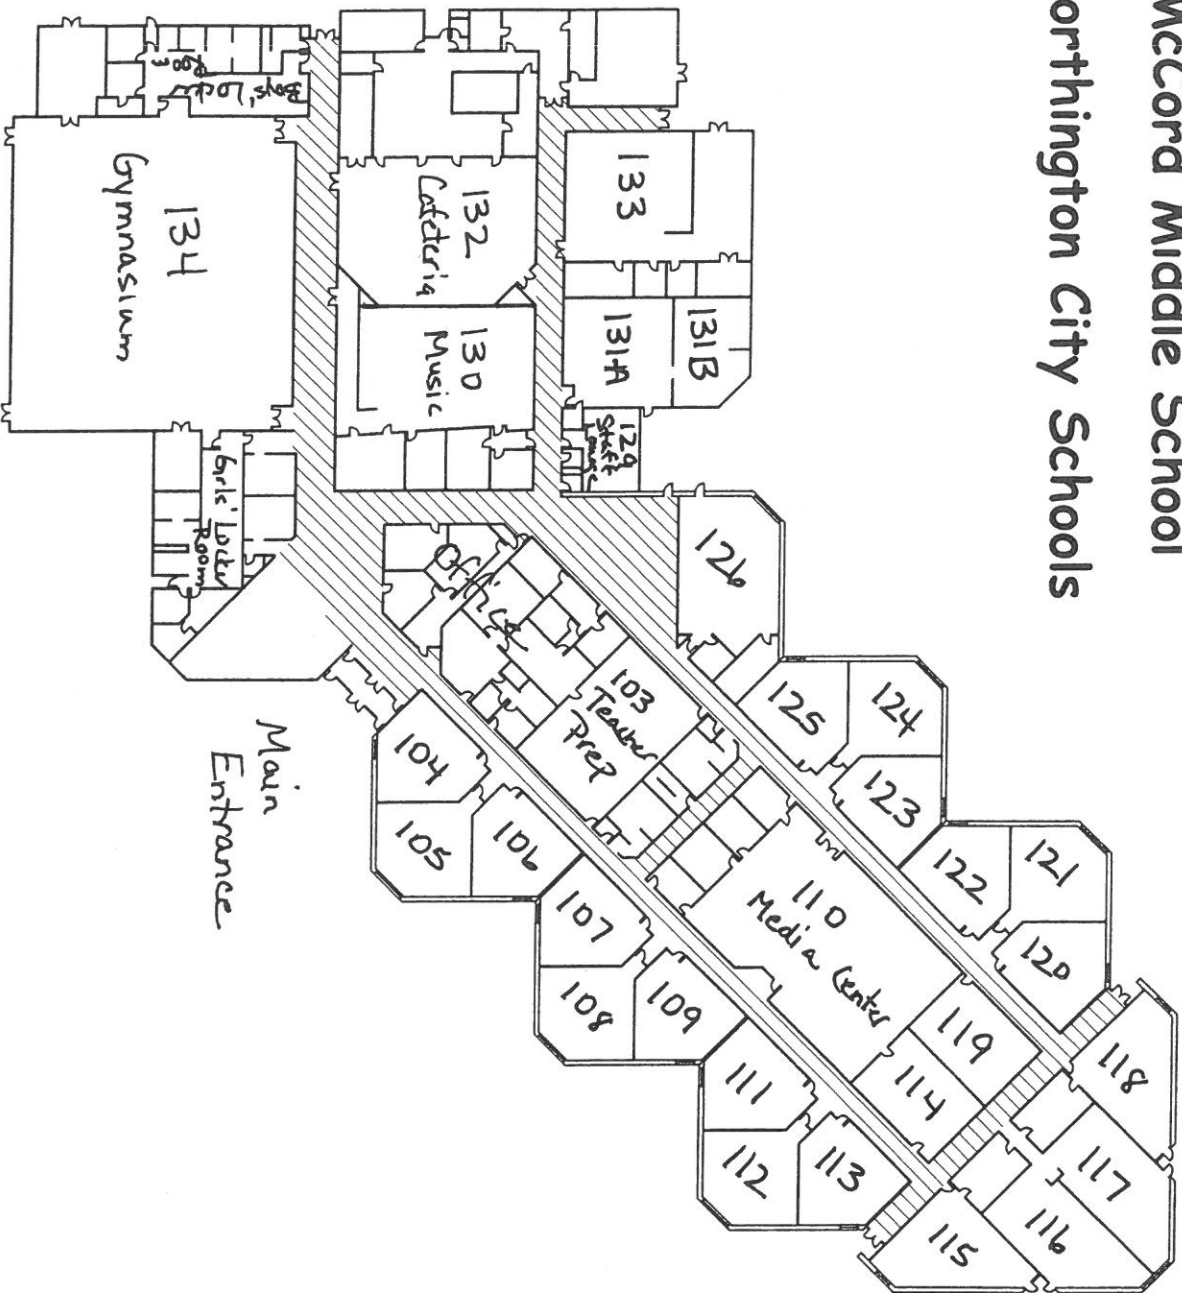 McCord Middle School
orthington City Schools
Boys' Locker
Room
134
Gymnasium
132
Cafeteria
130
Music
133
131A
131B
129
Staff
Lounge
Girls' Locker
Room
Office
126
103
Teacher
Prep
125
124
123
122
121
120
104
105
106
107
108
109
110
Media Center
111
112
113
114
119
118
117
116
115
Main
Entrance